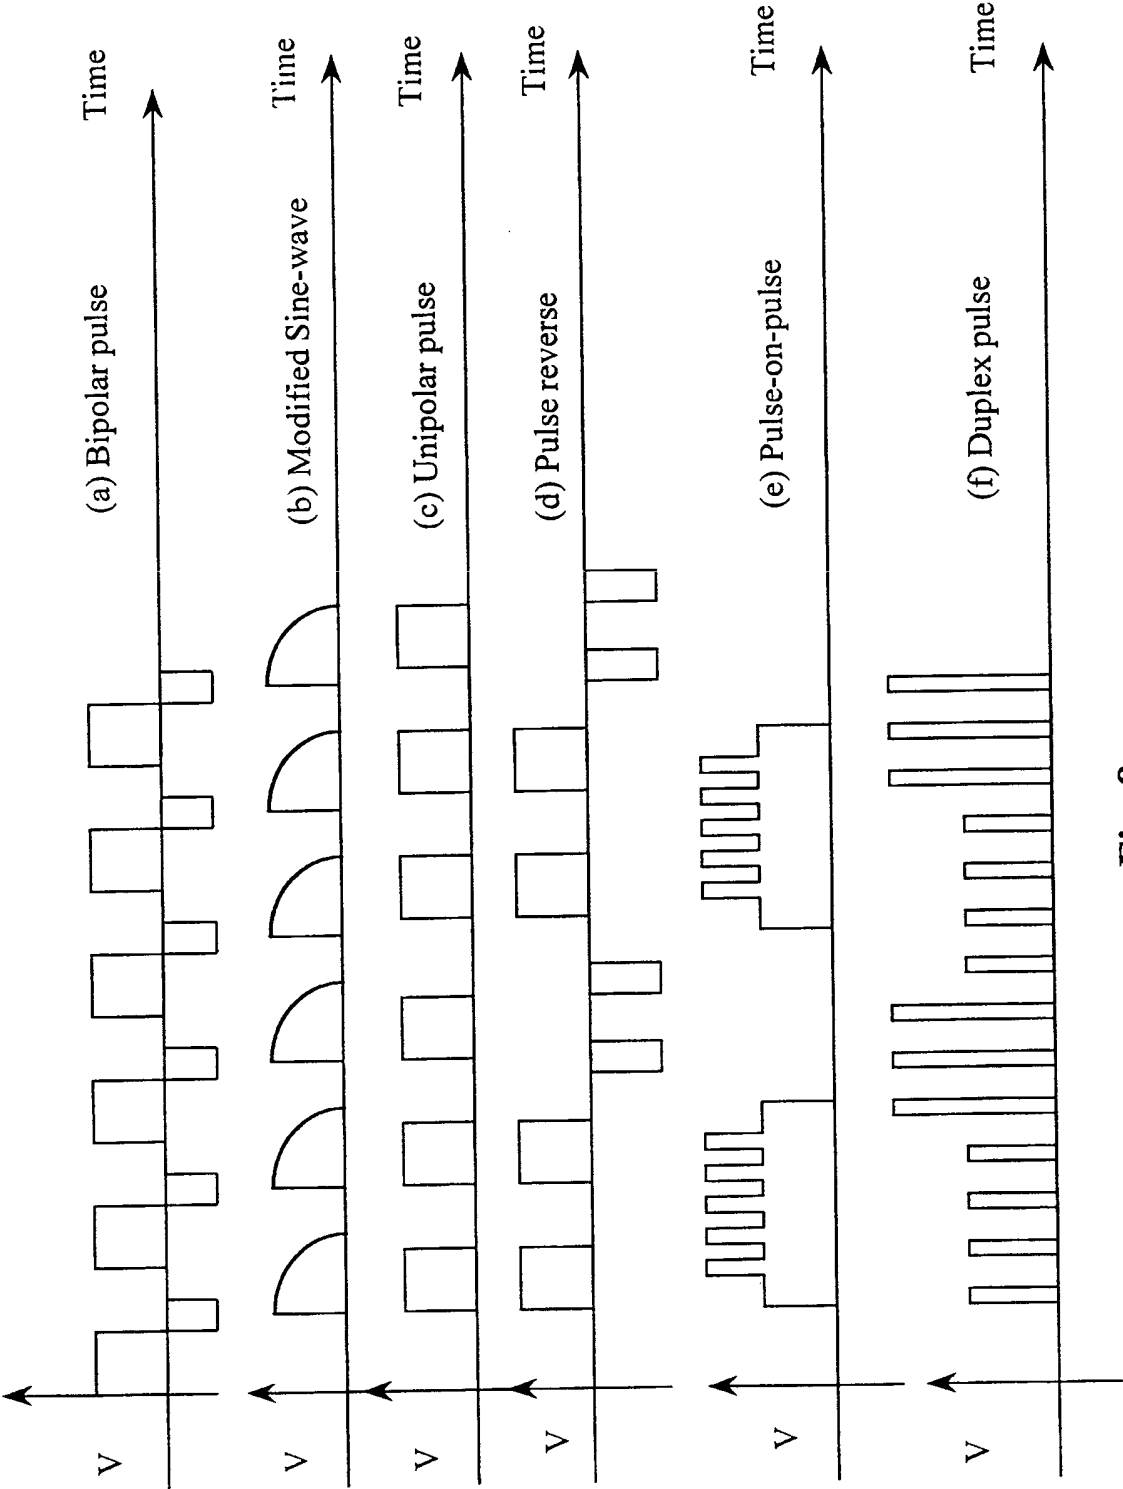 V
(a) Bipolar pulse
Time
V
(b) Modified Sine-wave
Time
V
(c) Unipolar pulse
Time
V
(d) Pulse reverse
Time
V
(e) Pulse-on-pulse
Time
V
(f) Duplex pulse
Time